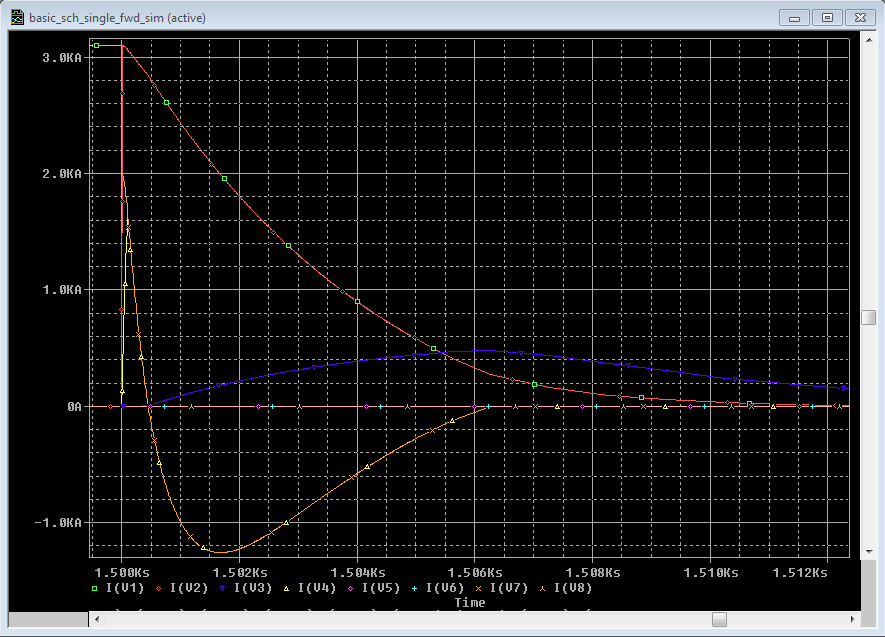 basic_sch_single_fwd_sim (active)
3.0KA
2.0KA
1.0KA
0A
-1.0KA
1.500Ks 1.502Ks 1.504Ks 1.506Ks 1.508Ks 1.510Ks 1.512Ks
I(V1) I(V2) I(V3) I(V4) I(V5) I(V6) I(V7) I(V8)
Time